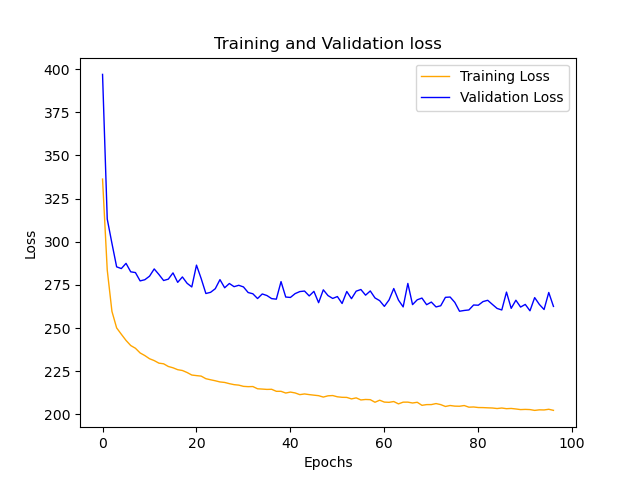 Training and Validation loss
Training Loss
Validation Loss
400
375
350
325
300
275
250
225
200
Loss
0 20 40 60 80 100
Epochs